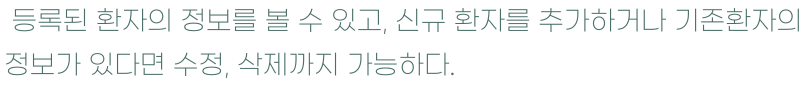 등록된 환자의 정보를 볼 수 있고, 신규 환자를 추가하거나 기존환자의
정보가 있다면 수정, 삭제까지 가능하다.